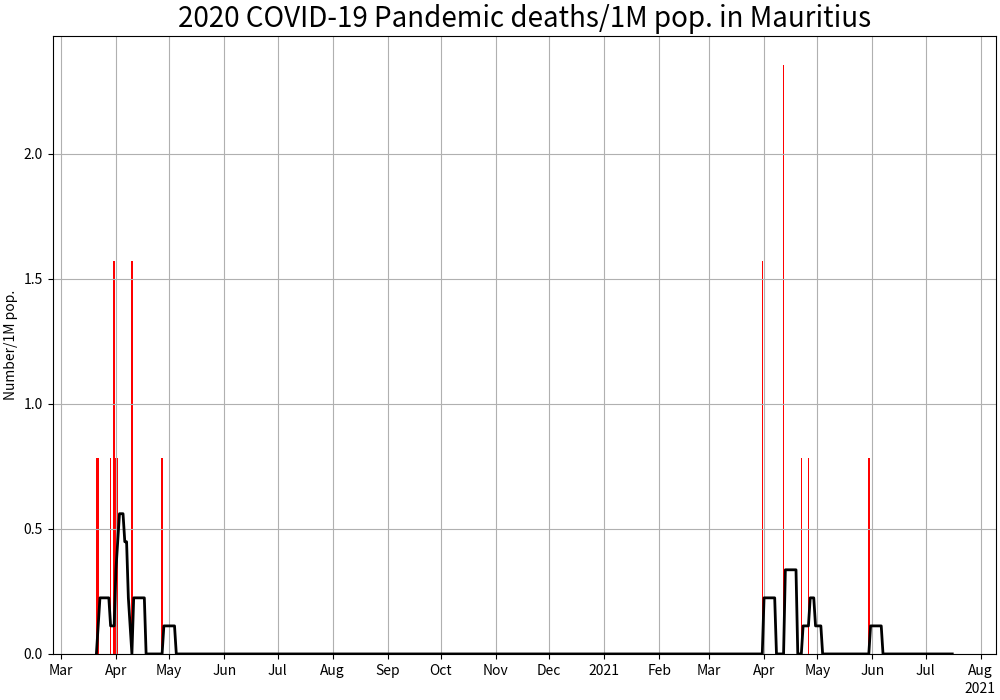 2020 COVID-19 Pandemic deaths/1M pop. in Mauritius
Number/1M pop.
2.0
1.5
1.0
0.5
0.0
Mar Apr May Jun Jul Aug Sep Oct Nov Dec 2021 Feb Mar Apr May Jun Jul Aug
2021